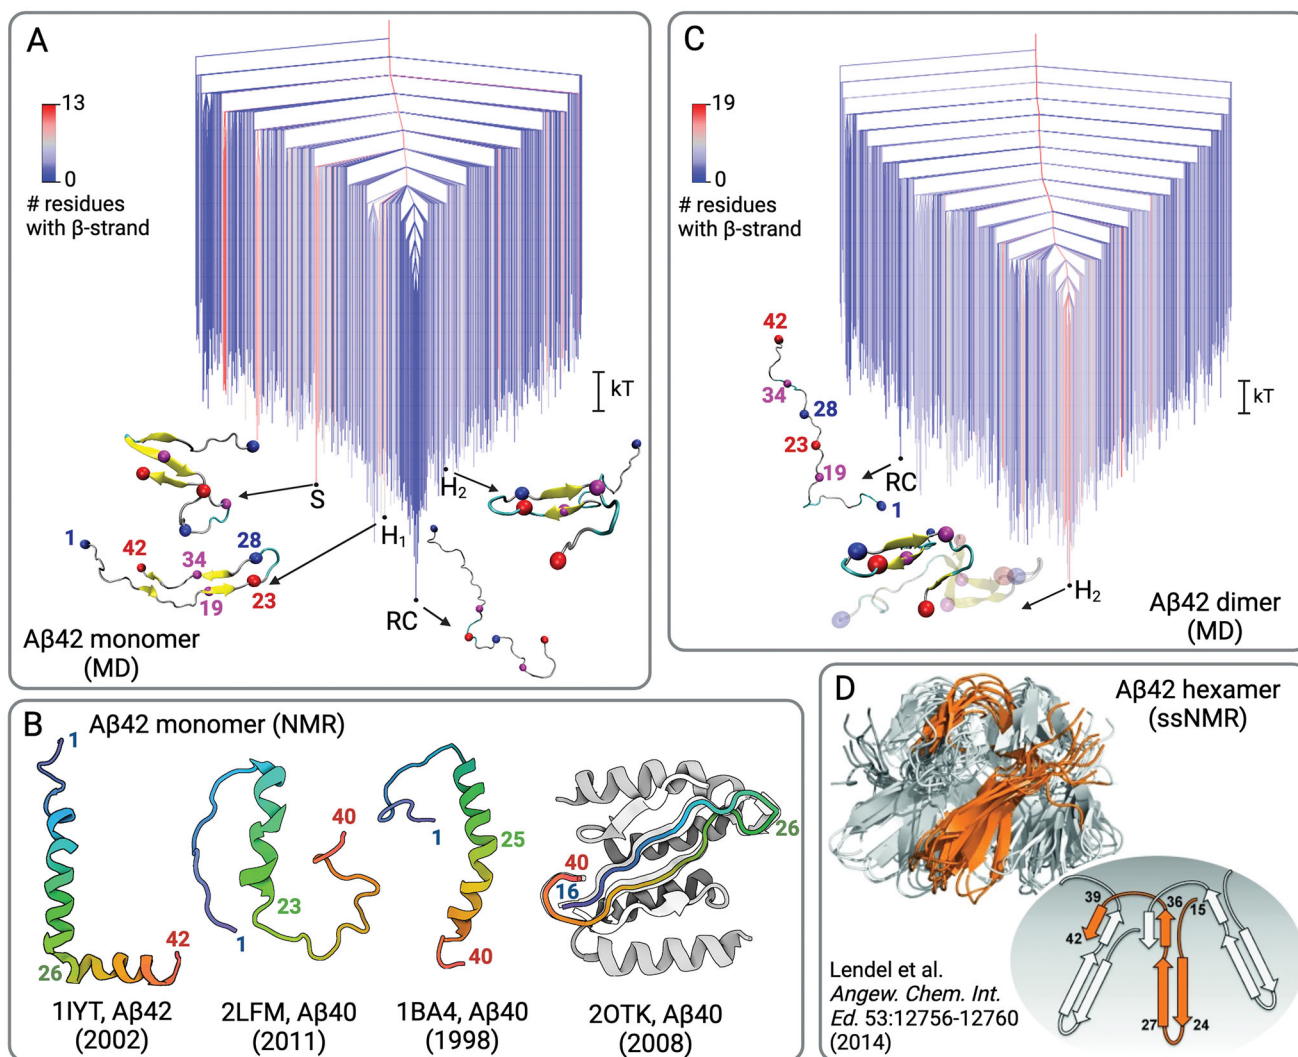 A
13
0
# residues
with β-strand
kT
S
H₂
H₁
1
42
34
28
19
23
RC
Aβ42 monomer
(MD)
C
19
0
# residues
with β-strand
kT
42
34
28
23
19
RC
1
H₂
Aβ42 dimer
(MD)
B
Aβ42 monomer (NMR)
1
26
42
1IYT, Aβ42
(2002)
40
23
1
2LFM, Aβ40
(2011)
1
25
40
1BA4, Aβ40
(1998)
26
40
16
2OTK, Aβ40
(2008)
D
Aβ42 hexamer
(ssNMR)
39
36
15
42
27
24
Lendel et al.
Angew. Chem. Int.
Ed. 53:12756-12760
(2014)